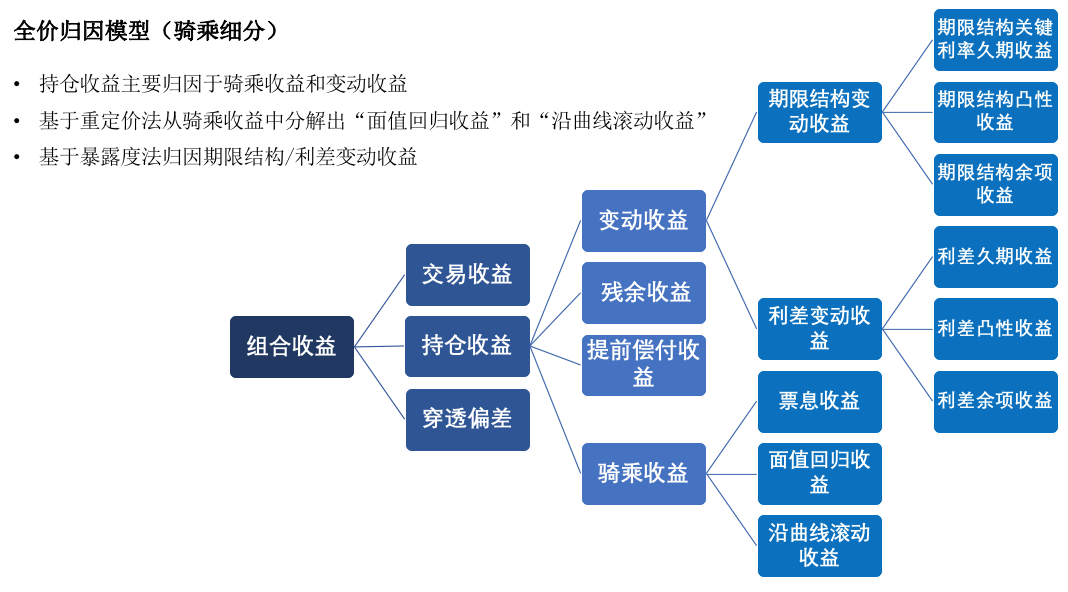 全价归因模型（骑乘细分）
• 持仓收益主要归因于骑乘收益和变动收益
• 基于重定价法从骑乘收益中分解出“面值回归收益”和“沿曲线滚动收益”
• 基于暴露度法归因期限结构/利差变动收益
组合收益
交易收益
持仓收益
穿透偏差
变动收益
残余收益
提前偿付收
益
骑乘收益
期限结构变
动收益
利差变动收
益
票息收益
面值回归收
益
沿曲线滚动
收益
期限结构关键
利率久期收益
期限结构凸性
收益
期限结构余项
收益
利差久期收益
利差凸性收益
利差余项收益